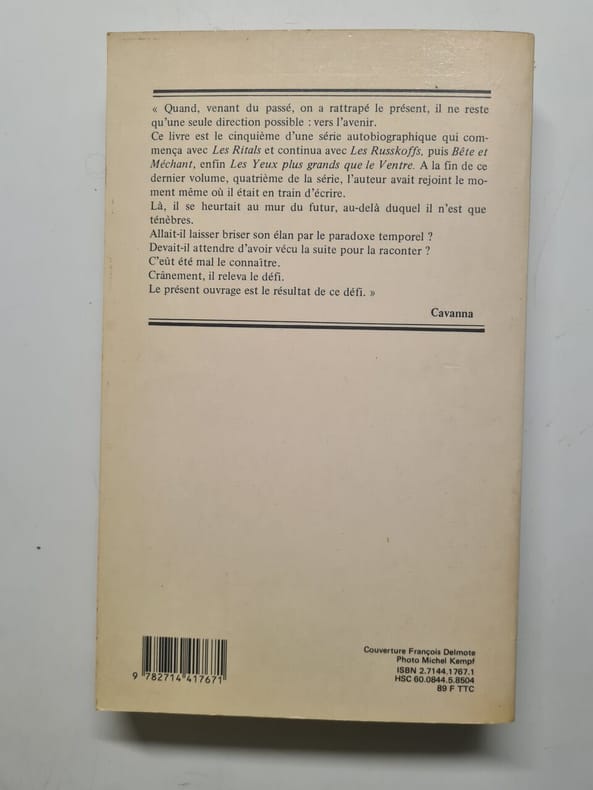 « Quand, venant du passé, on a rattrapé le présent, il ne reste
qu'une seule direction possible : vers l'avenir.
Ce livre est le cinquième d'une série autobiographique qui com-
mença avec Les Ritals et continua avec Les Russkoffs, puis Bête et
Méchant, enfin Les Yeux plus grands que le Ventre. A la fin de ce
dernier volume, quatrième de la série, l'auteur avait rejoint le mo-
ment même où il était en train d'écrire.
Là, il se heurtait au mur du futur, au-delà duquel il n'est que
ténèbres.
Allait-il laisser briser son élan par le paradoxe temporel ?
Devait-il attendre d'avoir vécu la suite pour la raconter ?
C'eût été mal le connaître.
Crânement, il releva le défi.
Le présent ouvrage est le résultat de ce défi. »
Cavanna
Couverture François Delmote
Photo Michel Kempf
ISBN 2.7144.1767.1
HSC 60.0844.5.8504
89 F TTC
9 782714 417671